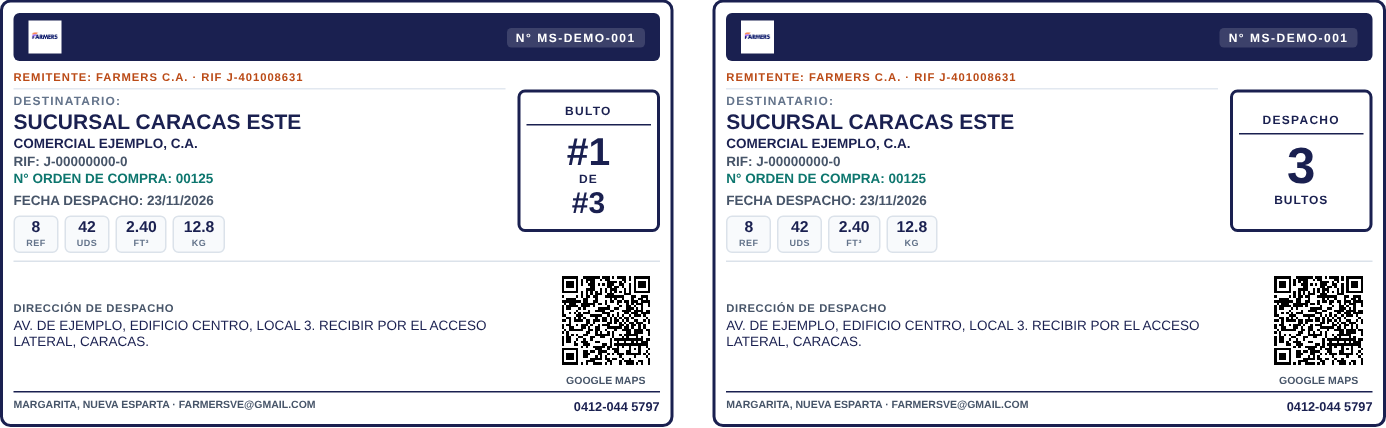 FARMERS
N° MS-DEMO-001
REMITENTE: FARMERS C.A. · RIF J-401008631
DESTINATARIO:
SUCURSAL CARACAS ESTE
COMERCIAL EJEMPLO, C.A.
RIF: J-00000000-0
N° ORDEN DE COMPRA: 00125
FECHA DESPACHO: 23/11/2026
8 42 2.40 12.8
REF UDS FT³ KG
BULTO
#1
DE
#3
DIRECCIÓN DE DESPACHO
AV. DE EJEMPLO, EDIFICIO CENTRO, LOCAL 3. RECIBIR POR EL ACCESO
LATERAL, CARACAS.
GOOGLE MAPS
MARGARITA, NUEVA ESPARTA · FARMERSVE@GMAIL.COM
0412-044 5797
FARMERS
N° MS-DEMO-001
REMITENTE: FARMERS C.A. · RIF J-401008631
DESTINATARIO:
SUCURSAL CARACAS ESTE
COMERCIAL EJEMPLO, C.A.
RIF: J-00000000-0
N° ORDEN DE COMPRA: 00125
FECHA DESPACHO: 23/11/2026
8 42 2.40 12.8
REF UDS FT³ KG
DESPACHO
3
BULTOS
DIRECCIÓN DE DESPACHO
AV. DE EJEMPLO, EDIFICIO CENTRO, LOCAL 3. RECIBIR POR EL ACCESO
LATERAL, CARACAS.
GOOGLE MAPS
MARGARITA, NUEVA ESPARTA · FARMERSVE@GMAIL.COM
0412-044 5797